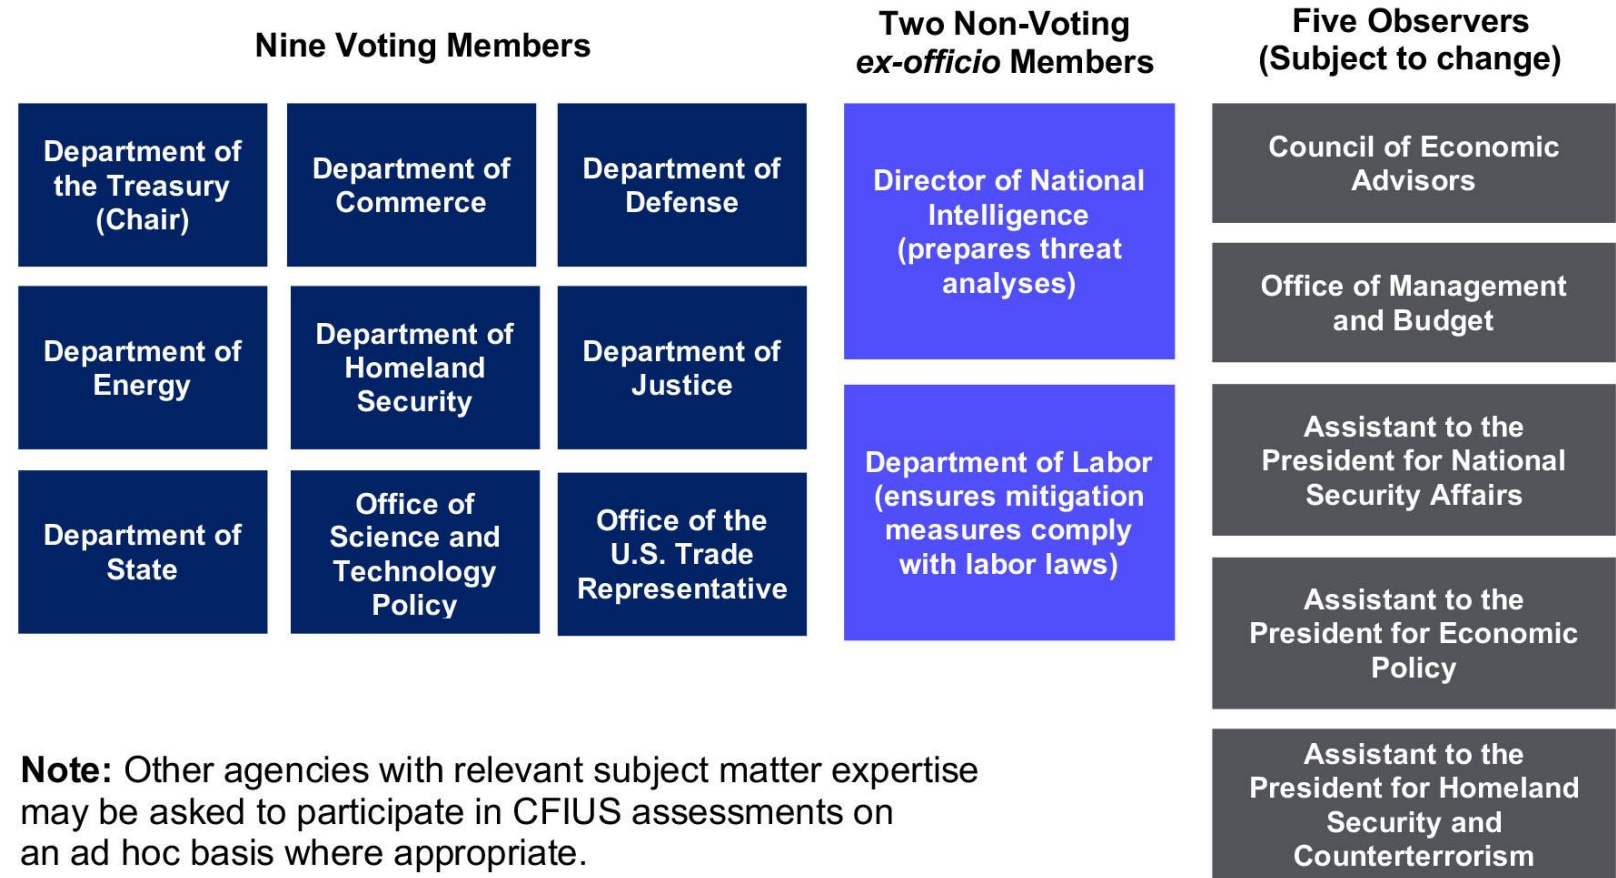 Nine Voting Members
Department of
the Treasury
(Chair)
Department of
Commerce
Department of
Defense
Department of
Energy
Department of
Homeland
Security
Department of
Justice
Department of
State
Office of
Science and
Technology
Policy
Office of the
U.S. Trade
Representative
Two Non-Voting
ex-officio Members
Director of National
Intelligence
(prepares threat
analyses)
Department of Labor
(ensures mitigation
measures comply
with labor laws)
Five Observers
(Subject to change)
Council of Economic
Advisors
Office of Management
and Budget
Assistant to the
President for National
Security Affairs
Assistant to the
President for Economic
Policy
Assistant to the
President for Homeland
Security and
Counterterrorism
Note: Other agencies with relevant subject matter expertise
may be asked to participate in CFIUS assessments on
an ad hoc basis where appropriate.